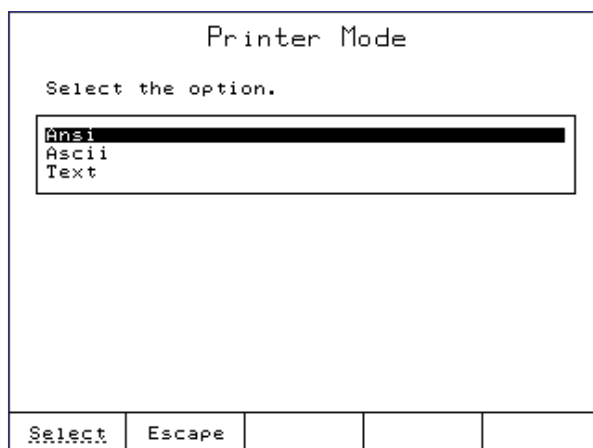 Printer Mode
Select the option.
Ansi
Ascii
Text
Select Escape